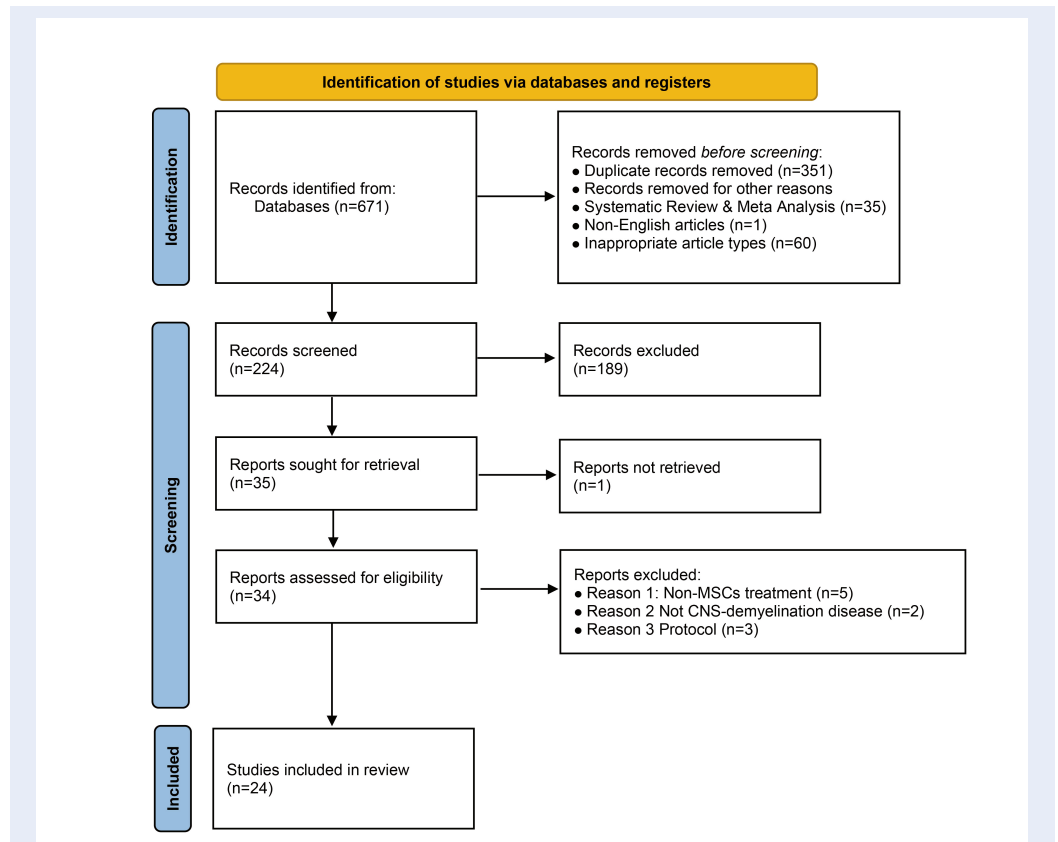 Identification of studies via databases and registers
Identification
Records identified from:
Databases (n=671)
Records removed before screening:
● Duplicate records removed (n=351)
● Records removed for other reasons
● Systematic Review & Meta Analysis (n=35)
● Non-English articles (n=1)
● Inappropriate article types (n=60)
Screening
Records screened
(n=224)
Records excluded
(n=189)
Reports sought for retrieval
(n=35)
Reports not retrieved
(n=1)
Reports assessed for eligibility
(n=34)
Reports excluded:
● Reason 1: Non-MSCs treatment (n=5)
● Reason 2 Not CNS-demyelination disease (n=2)
● Reason 3 Protocol (n=3)
Included
Studies included in review
(n=24)